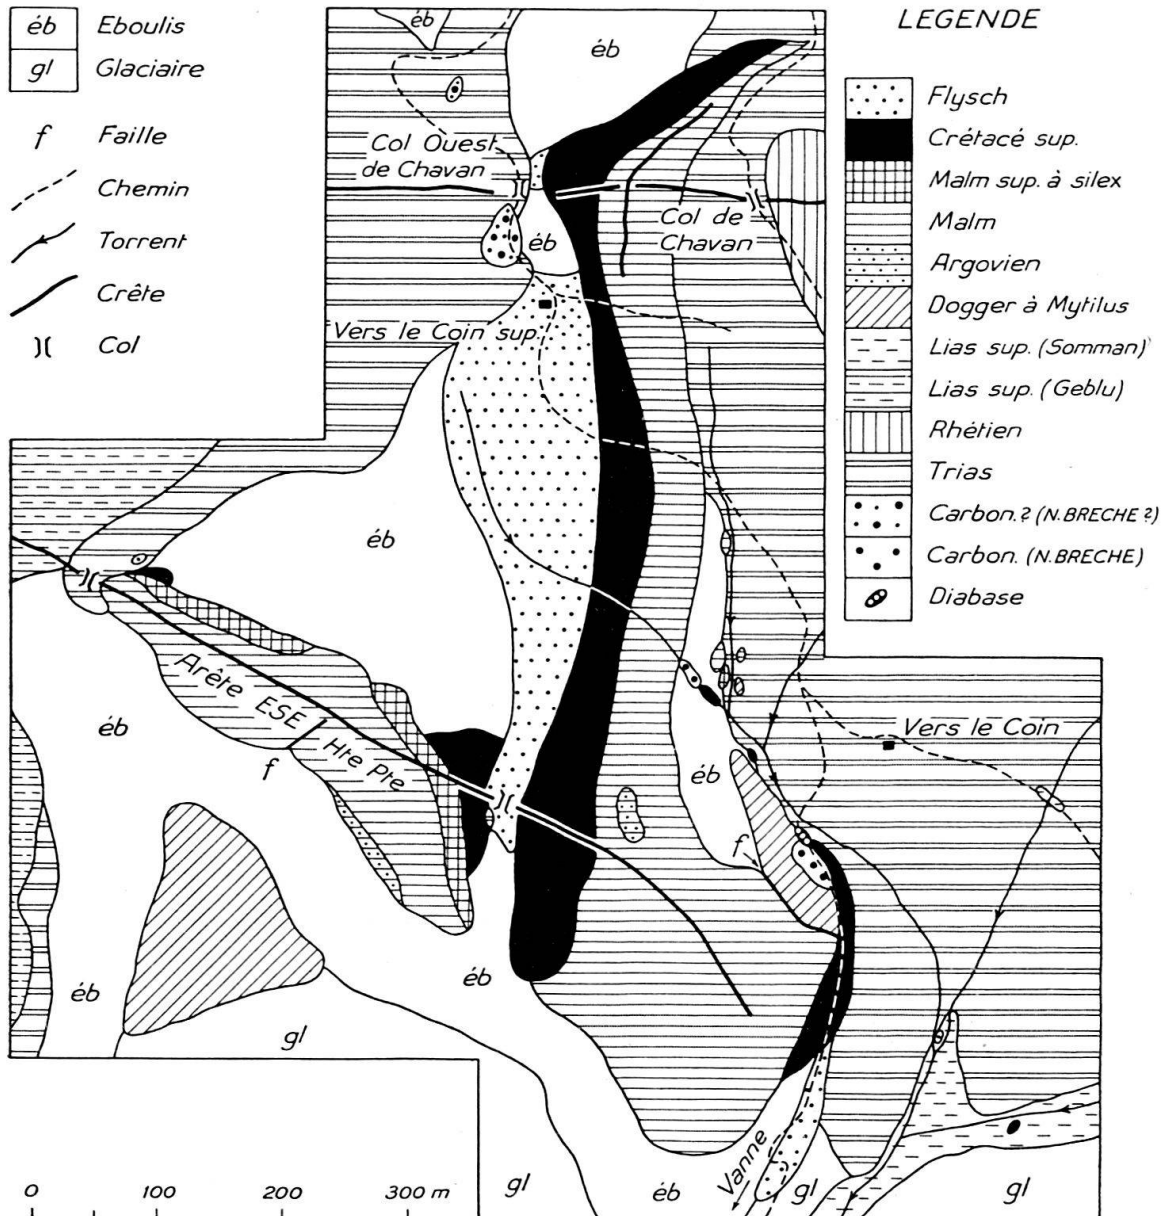 éb Eboulis
gl Glaciaire
f Faille
Chemin
Torrent
Crête
)( Col
LEGENDE
Flysch
Crétacé sup.
Malm sup. à silex
Malm
Argovien
Dogger à Mytilus
Lias sup. (Somman)
Lias sup. (Geblu)
Rhétien
Trias
Carbon.? (N. BRECHE?)
Carbon. (N. BRECHE)
Diabase
éb
éb
Col Ouest
de Chavan
)(
)(
Col de
Chavan
éb
Vers le Coin sup.
éb
)(
Arête ESE
Hte Pte
f
éb
)(
éb
Vers le Coin
f
éb
éb
gl
Vanne
gl
éb
gl
gl
0 100 200 300 m